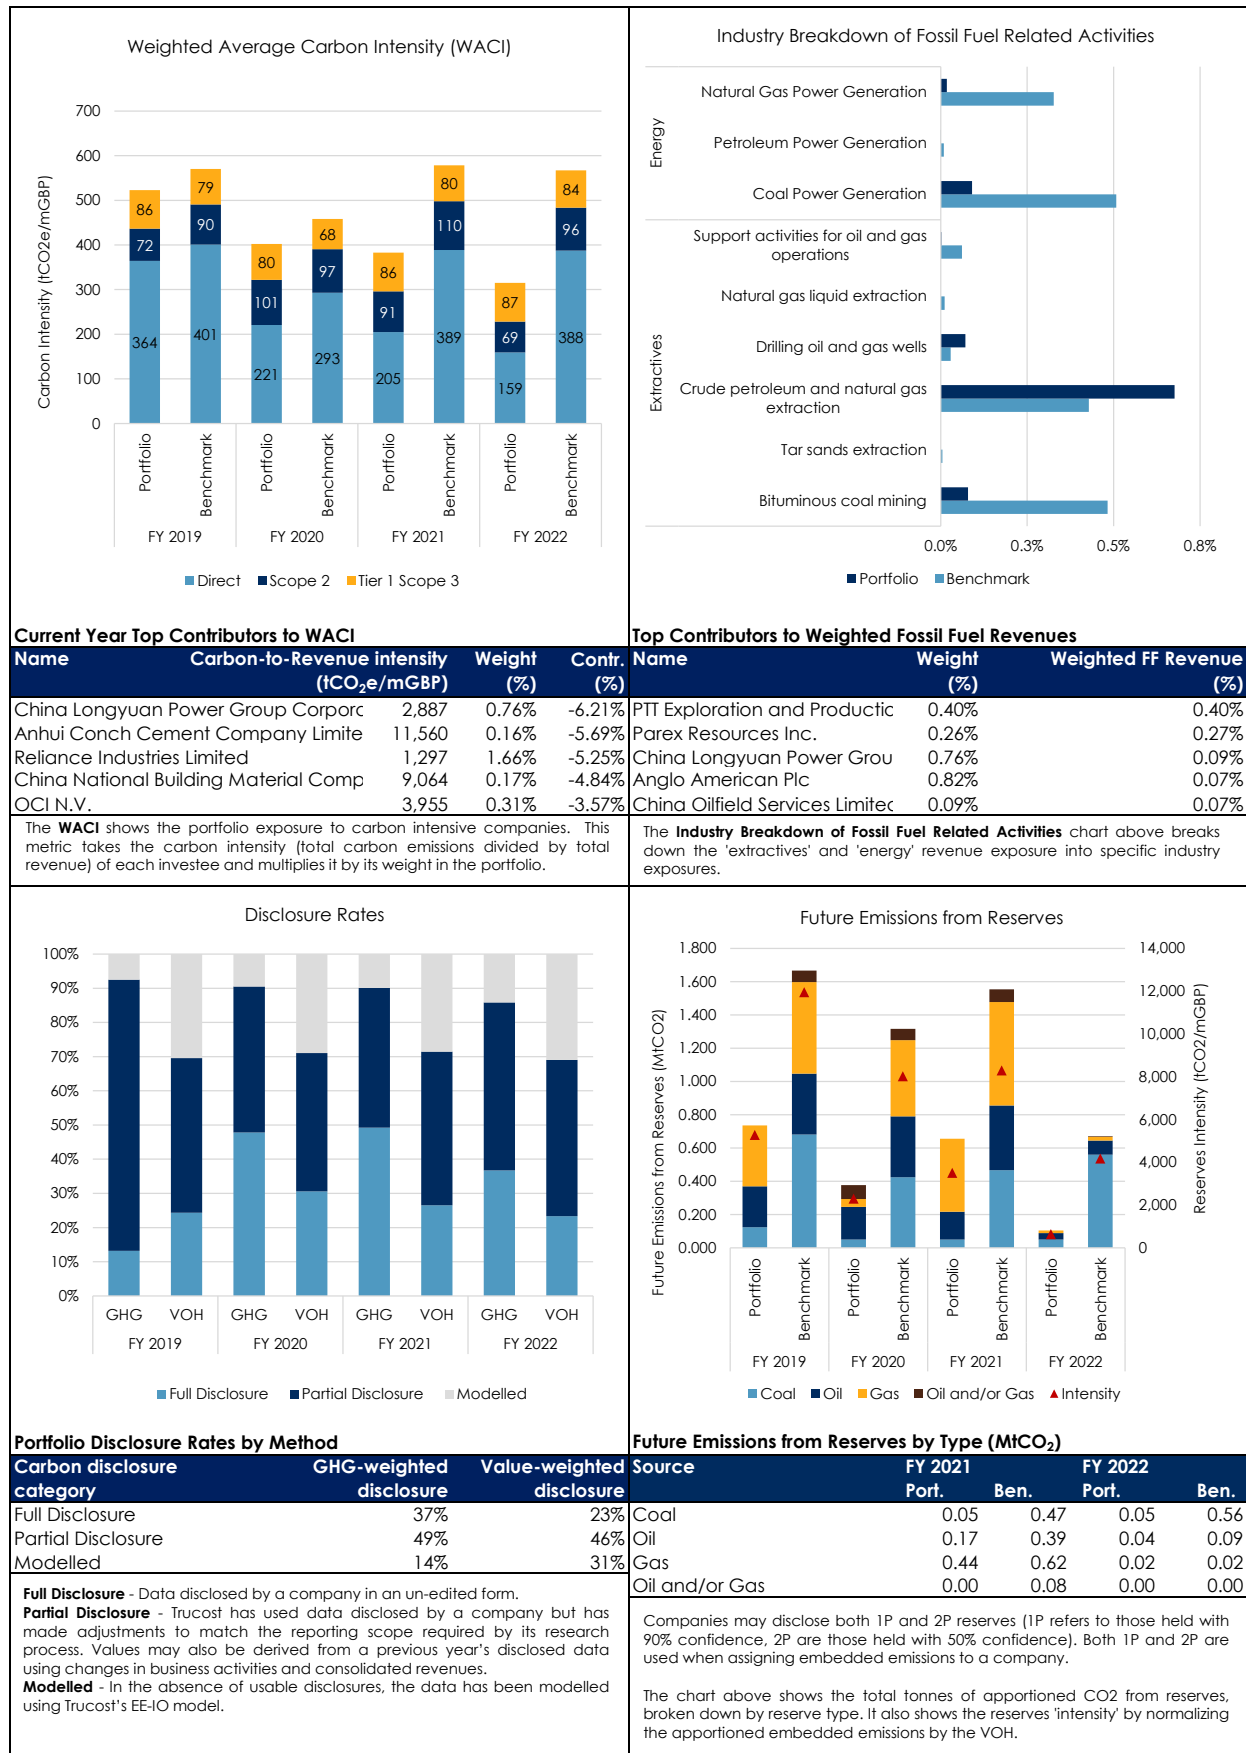 Weighted Average Carbon Intensity (WACI)
Carbon Intensity (tCO2e/mGBP)
700
600
500
400
300
200
100
0
86
72
364
79
90
401
80
101
221
68
97
293
86
91
205
80
110
389
87
69
159
84
96
388
Portfolio
Benchmark
Portfolio
Benchmark
Portfolio
Benchmark
Portfolio
Benchmark
FY 2019
FY 2020
FY 2021
FY 2022
Direct
Scope 2
Tier 1 Scope 3
Industry Breakdown of Fossil Fuel Related Activities
Energy
Extractives
Natural Gas Power Generation
Petroleum Power Generation
Coal Power Generation
Support activities for oil and gas
operations
Natural gas liquid extraction
Drilling oil and gas wells
Crude petroleum and natural gas
extraction
Tar sands extraction
Bituminous coal mining
0.0%
0.3%
0.5%
0.8%
Portfolio
Benchmark
Current Year Top Contributors to WACI
Name Carbon-to-Revenue intensity Weight Contr.
(tCO2e/mGBP) (%) (%)
China Longyuan Power Group Corporc 2,887 0.76% -6.21%
Anhui Conch Cement Company Limite 11,560 0.16% -5.69%
Reliance Industries Limited 1,297 1.66% -5.25%
China National Building Material Comp 9,064 0.17% -4.84%
OCI N.V. 3,955 0.31% -3.57%
The WACI shows the portfolio exposure to carbon intensive companies. This
metric takes the carbon intensity (total carbon emissions divided by total
revenue) of each investee and multiplies it by its weight in the portfolio.
Top Contributors to Weighted Fossil Fuel Revenues
Name Weight Weighted FF Revenue
(%) (%)
PTT Exploration and Productic 0.40% 0.40%
Parex Resources Inc. 0.26% 0.27%
China Longyuan Power Grou 0.76% 0.09%
Anglo American Plc 0.82% 0.07%
China Oilfield Services Limitec 0.09% 0.07%
The Industry Breakdown of Fossil Fuel Related Activities chart above breaks
down the 'extractives' and 'energy' revenue exposure into specific industry
exposures.
Disclosure Rates
100%
90%
80%
70%
60%
50%
40%
30%
20%
10%
0%
GHG VOH GHG VOH GHG VOH GHG VOH
FY 2019 FY 2020 FY 2021 FY 2022
Full Disclosure
Partial Disclosure
Modelled
Future Emissions from Reserves
Future Emissions from Reserves (MtCO2)
1.800
1.600
1.400
1.200
1.000
0.800
0.600
0.400
0.200
0.000
14,000
12,000
10,000
8,000
6,000
4,000
2,000
0
Reserves Intensity (tCO2/mGBP)
Portfolio
Benchmark
Portfolio
Benchmark
Portfolio
Benchmark
Portfolio
Benchmark
FY 2019
FY 2020
FY 2021
FY 2022
Coal
Oil
Gas
Oil and/or Gas
Intensity
Portfolio Disclosure Rates by Method
Carbon disclosure GHG-weighted Value-weighted
category disclosure disclosure
Full Disclosure 37% 23%
Partial Disclosure 49% 46%
Modelled 14% 31%
Full Disclosure - Data disclosed by a company in an un-edited form.
Partial Disclosure - Trucost has used data disclosed by a company but has
made adjustments to match the reporting scope required by its research
process. Values may also be derived from a previous year's disclosed data
using changes in business activities and consolidated revenues.
Modelled - In the absence of usable disclosures, the data has been modelled
using Trucost's EE-IO model.
Future Emissions from Reserves by Type (MtCO2)
Source FY 2021 FY 2022
Port. Ben. Port. Ben.
Coal 0.05 0.47 0.05 0.56
Oil 0.17 0.39 0.04 0.09
Gas 0.44 0.62 0.02 0.02
Oil and/or Gas 0.00 0.08 0.00 0.00
Companies may disclose both 1P and 2P reserves (1P refers to those held with
90% confidence, 2P are those held with 50% confidence). Both 1P and 2P are
used when assigning embedded emissions to a company.
The chart above shows the total tonnes of apportioned CO2 from reserves,
broken down by reserve type. It also shows the reserves 'intensity' by normalizing
the apportioned embedded emissions by the VOH.